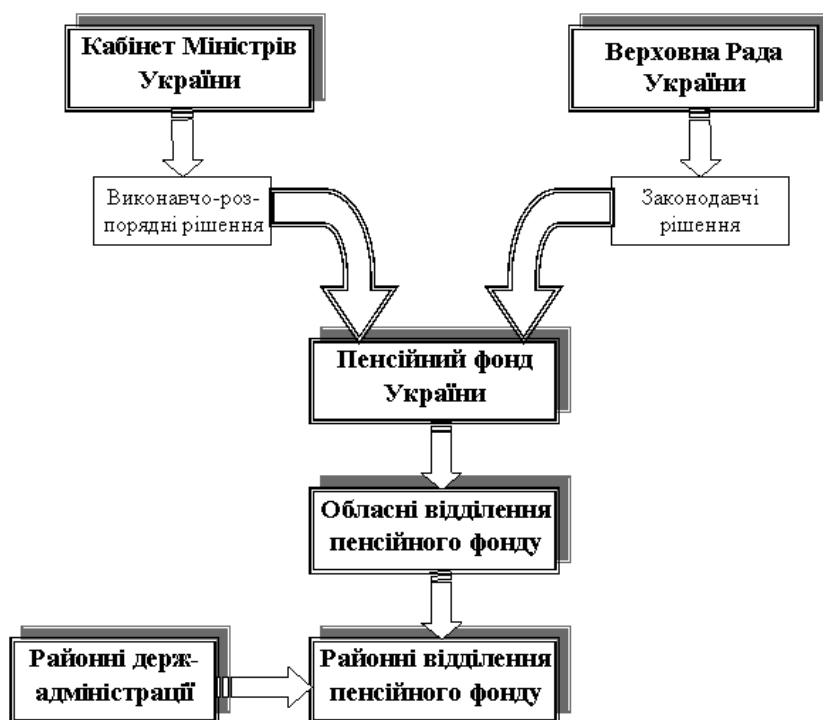 Кабінет Міністрів
України
Верховна Рада
України
Виконавчо-роз-
порядні рішення
Законодавчі
рішення
Пенсійний фонд
України
Обласні відділення
пенсійного фонду
Районні держ-
адміністрації
Районні відділення
пенсійного фонду